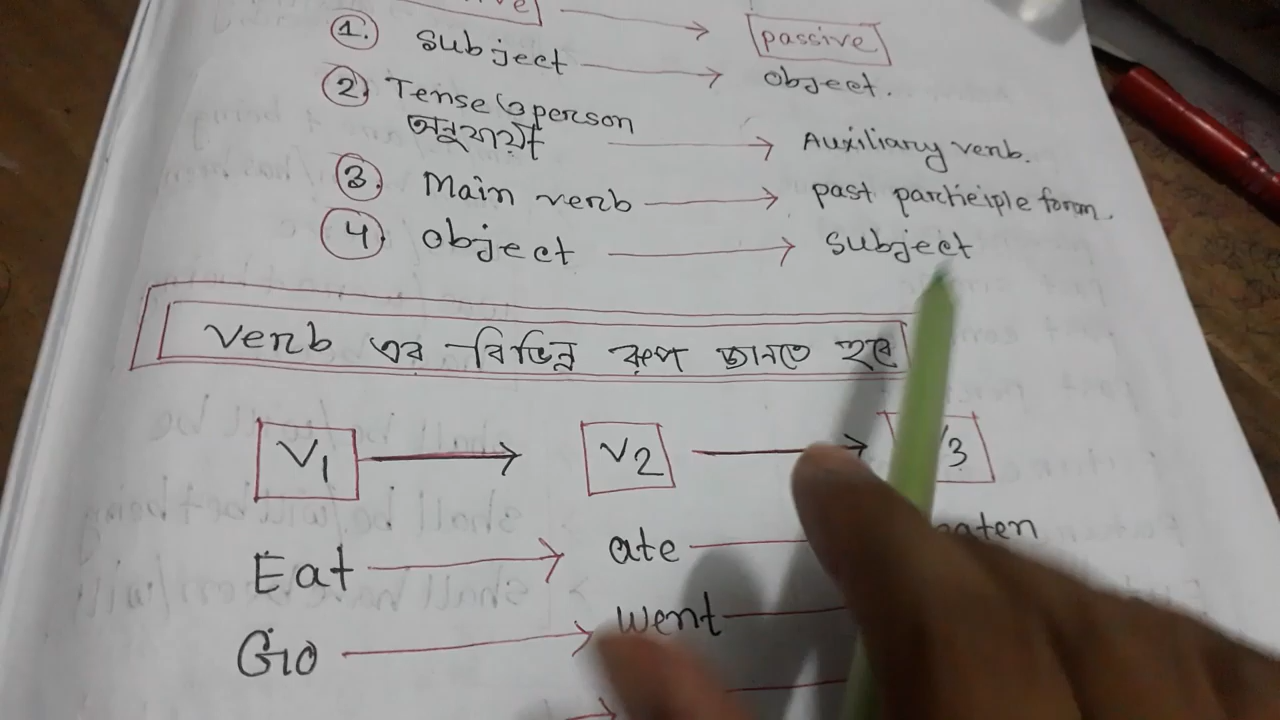 passive
1. Subject → object.
2) Tense ও person
অনুযায়ী → Auxiliary verb.
3. Main verb → past participle form.
4 object → subject
verb এর বিভিন্ন রূপ জানতে হবে
V1 → V2 → 3
Eat → ate
Go → went